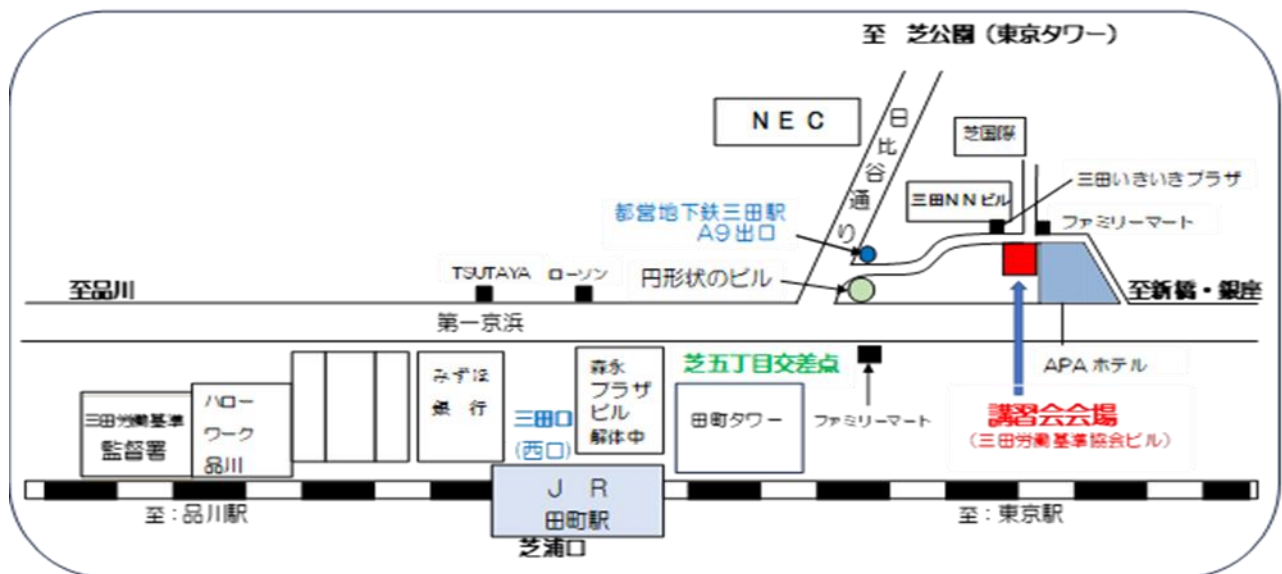 至 芝公園（東京タワー）
NEC
日比谷通り
芝国際
三田いきいきプラザ
三田NNビル
ファミリーマート
都営地下鉄三田駅
A9出口
TSUTAYA
ローソン
円形状のビル
至品川
至新橋・銀座
第一京浜
芝五丁目交差点
APAホテル
みずほ
銀行
森永
プラザ
ビル
解体中
三田口
(西口)
田町タワー
ファミリーマート
講習会会場
（三田労働基準協会ビル）
三田労働基準
監督署
ハロー
ワーク
品川
JR
田町駅
至：品川駅
至：東京駅
芝浦口